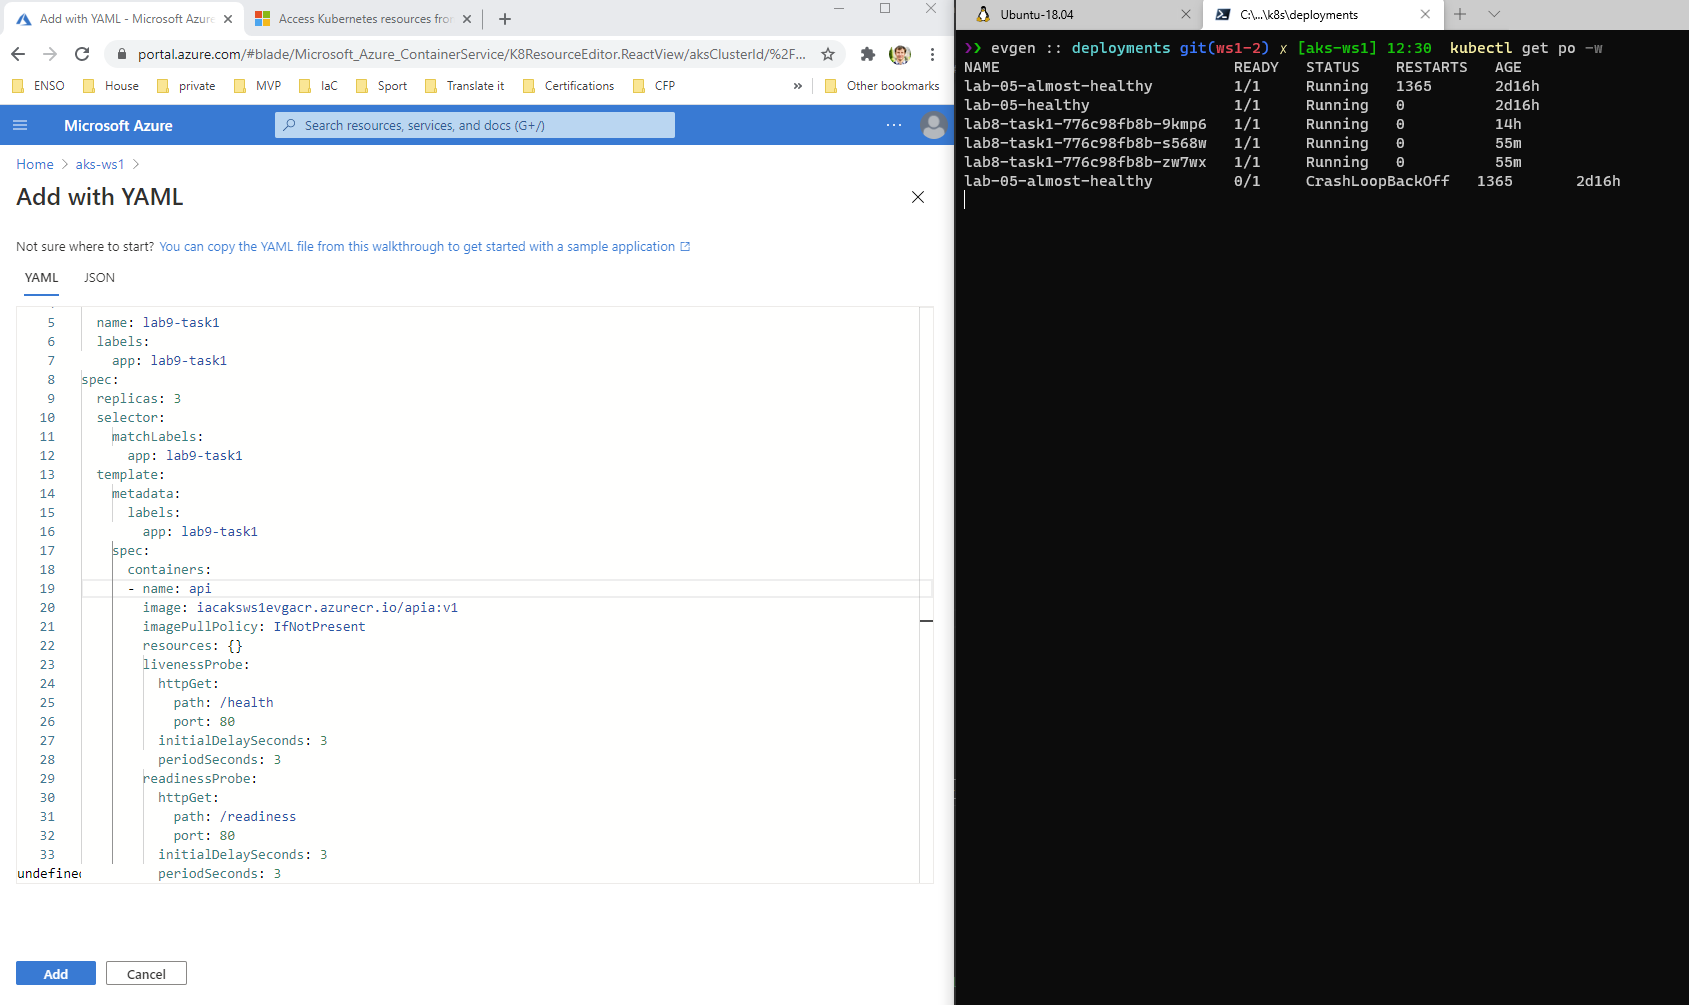 Add with YAML - Microsoft Azure
Access Kubernetes resources from
portal.azure.com/#blade/Microsoft_Azure_ContainerService/K8ResourceEditor.ReactView/aksClusterId/%2F...
ENSO House private MVP IaC Sport Translate it Certifications CFP » Other bookmarks
Microsoft Azure
Search resources, services, and docs (G+/)
Home > aks-ws1 >
Add with YAML
Not sure where to start? You can copy the YAML file from this walkthrough to get started with a sample application
YAML JSON
5 name: lab9-task1
6 labels:
7 app: lab9-task1
8 spec:
9 replicas: 3
10 selector:
11 matchLabels:
12 app: lab9-task1
13 template:
14 metadata:
15 labels:
16 app: lab9-task1
17 spec:
18 containers:
19 - name: api
20 image: iacaksws1evgacr.azurecr.io/apia:v1
21 imagePullPolicy: IfNotPresent
22 resources: {}
23 livenessProbe:
24 httpGet:
25 path: /health
26 port: 80
27 initialDelaySeconds: 3
28 periodSeconds: 3
29 readinessProbe:
30 httpGet:
31 path: /readiness
32 port: 80
33 initialDelaySeconds: 3
undefined periodSeconds: 3
Add Cancel
Ubuntu-18.04
C:\...\k8s\deployments
❯❯ evgen :: deployments git(ws1-2) ✗ [aks-ws1] 12:30 kubectl get po -w
NAME READY STATUS RESTARTS AGE
lab-05-almost-healthy 1/1 Running 1365 2d16h
lab-05-healthy 1/1 Running 0 2d16h
lab8-task1-776c98fb8b-9kmp6 1/1 Running 0 14h
lab8-task1-776c98fb8b-s568w 1/1 Running 0 55m
lab8-task1-776c98fb8b-zw7wx 1/1 Running 0 55m
lab-05-almost-healthy 0/1 CrashLoopBackOff 1365 2d16h